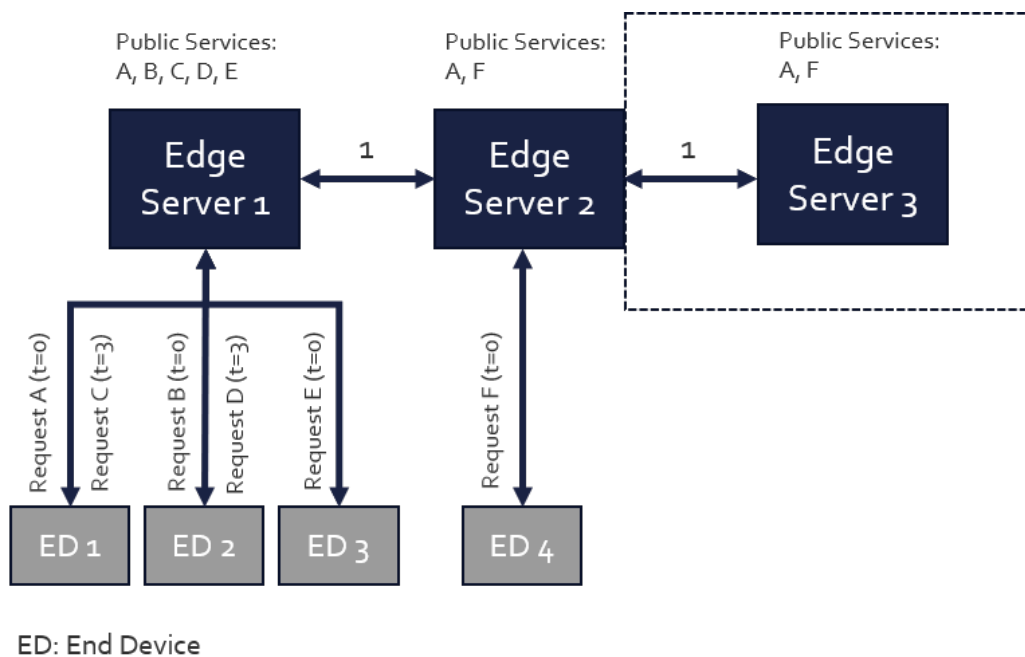 Public Services:
A, B, C, D, E
Public Services:
A, F
Public Services:
A, F
Edge
Server 1
1
Edge
Server 2
1
Edge
Server 3
Request A (t=0)
Request C (t=3)
Request B (t=0)
Request D (t=3)
Request E (t=0)
Request F (t=0)
ED 1
ED 2
ED 3
ED 4
ED: End Device